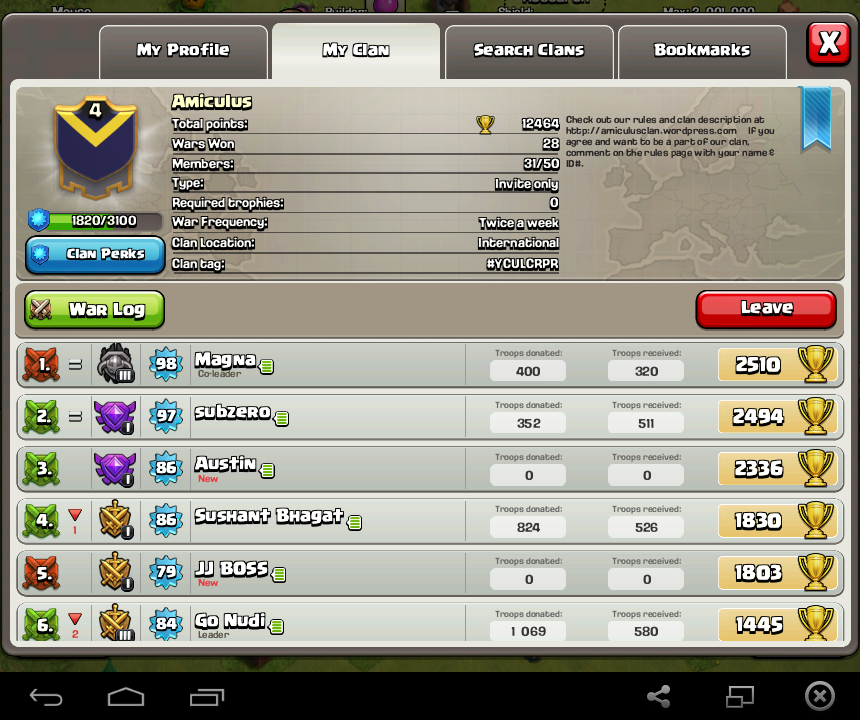 My Profile
My Clan
Search Clans
Bookmarks
X
4
1820/3100
Clan Perks
Amiculus
Total points: 12464
Wars Won 28
Members: 31/50
Type: Invite only
Required trophies: 0
War Frequency: Twice a week
Clan Location: International
Clan tag: #YCULCRPR
Check out our rules and clan description at
http://amiculusclan.wordpress.com If you
agree and want to be a part of our clan,
comment on the rules page with your name &
ID#.
War Log
Leave
1. = 98 Magna Troops donated: Troops received: 2510
Co-leader 400 320
2. = 97 subzero Troops donated: Troops received: 2494
352 511
3. 86 Austin Troops donated: Troops received: 2336
New 0 0
4. 1 86 Sushant Bhagat Troops donated: Troops received: 1830
824 526
5. 79 JJ BOSS Troops donated: Troops received: 1803
New 0 0
6. 2 84 Go Nudi Troops donated: Troops received: 1445
Leader 1 069 580